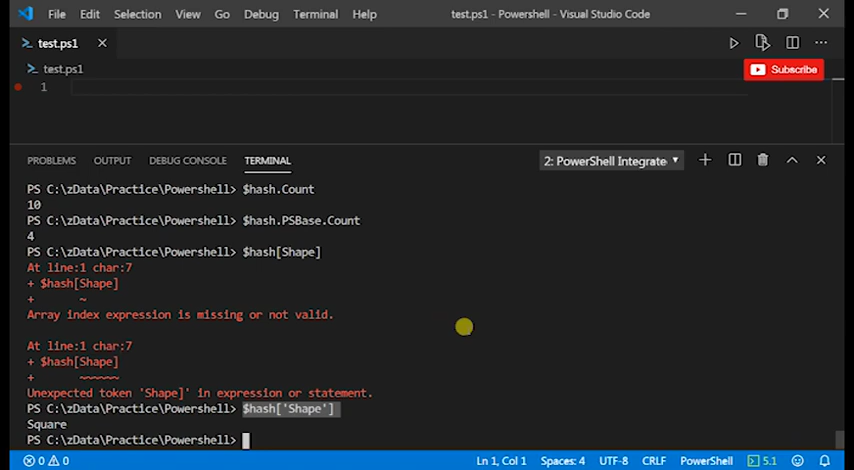 File Edit Selection View Go Debug Terminal Help test.ps1 - Powershell - Visual Studio Code
test.ps1
test.ps1
Subscribe
1
PROBLEMS OUTPUT DEBUG CONSOLE TERMINAL 2: PowerShell Integrate
PS C:\zData\Practice\Powershell> $hash.Count
10
PS C:\zData\Practice\Powershell> $hash.PSBase.Count
4
PS C:\zData\Practice\Powershell> $hash[Shape]
At line:1 char:7
+ $hash[Shape]
+       ~
Array index expression is missing or not valid.
At line:1 char:7
+ $hash[Shape]
+       ~~~~~~
Unexpected token 'Shape]' in expression or statement.
PS C:\zData\Practice\Powershell> $hash['Shape']
Square
PS C:\zData\Practice\Powershell>
0 0 Ln 1, Col 1 Spaces: 4 UTF-8 CRLF PowerShell 5.1